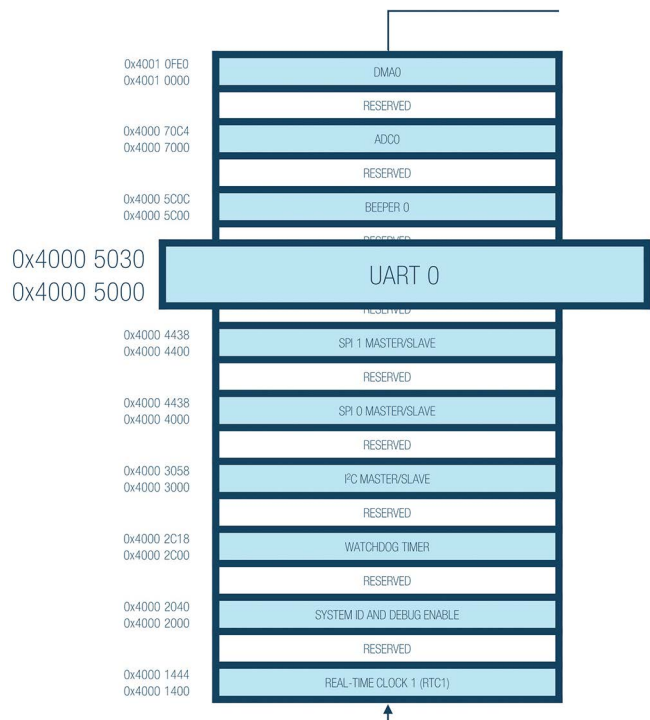 0x4001 0FE0
0x4001 0000
DMA0
RESERVED
0x4000 70C4
0x4000 7000
ADC0
RESERVED
0x4000 5C0C
0x4000 5C00
BEEPER 0
RESERVED
0x4000 5030
0x4000 5000
UART 0
RESERVED
0x4000 4438
0x4000 4400
SPI 1 MASTER/SLAVE
RESERVED
0x4000 4438
0x4000 4000
SPI 0 MASTER/SLAVE
RESERVED
0x4000 3058
0x4000 3000
I²C MASTER/SLAVE
RESERVED
0x4000 2C18
0x4000 2C00
WATCHDOG TIMER
RESERVED
0x4000 2040
0x4000 2000
SYSTEM ID AND DEBUG ENABLE
RESERVED
0x4000 1444
0x4000 1400
REAL-TIME CLOCK 1 (RTC1)